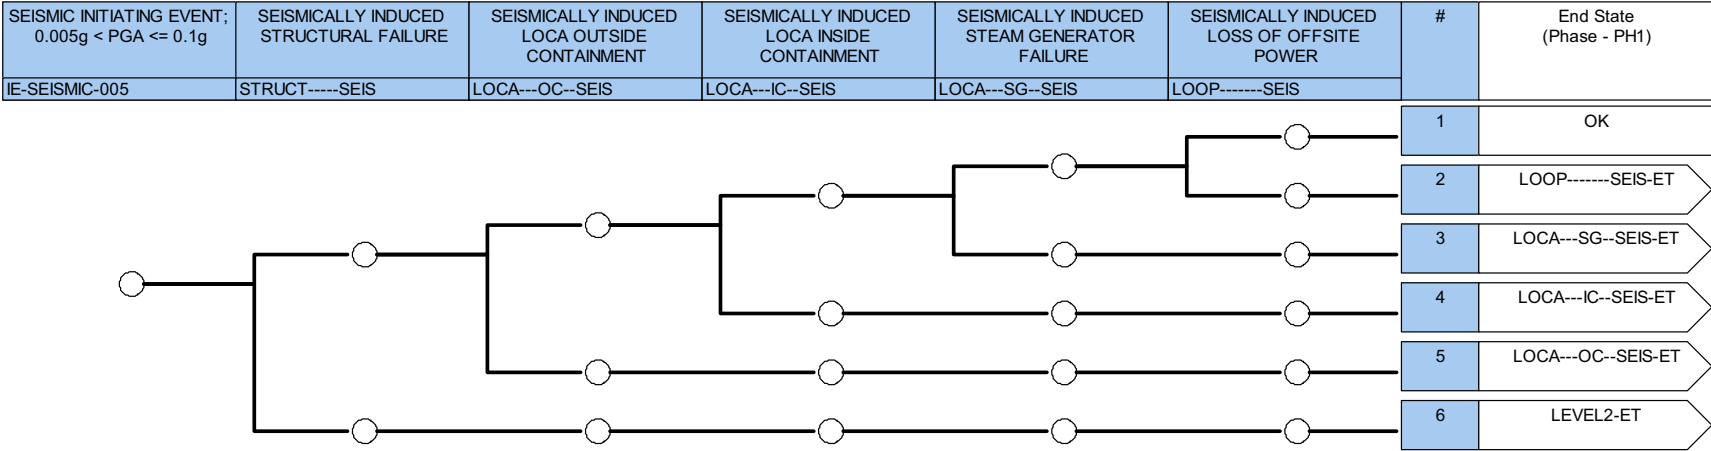 SEISMIC INITIATING EVENT;
0.005g < PGA <= 0.1g
SEISMICALLY INDUCED
STRUCTURAL FAILURE
SEISMICALLY INDUCED
LOCA OUTSIDE
CONTAINMENT
SEISMICALLY INDUCED
LOCA INSIDE
CONTAINMENT
SEISMICALLY INDUCED
STEAM GENERATOR
FAILURE
SEISMICALLY INDUCED
LOSS OF OFFSITE
POWER
#
End State
(Phase - PH1)
IE-SEISMIC-005
STRUCT-----SEIS
LOCA---OC--SEIS
LOCA---IC--SEIS
LOCA---SG--SEIS
LOOP-------SEIS
1
OK
2
LOOP-------SEIS-ET
3
LOCA---SG--SEIS-ET
4
LOCA---IC--SEIS-ET
5
LOCA---OC--SEIS-ET
6
LEVEL2-ET